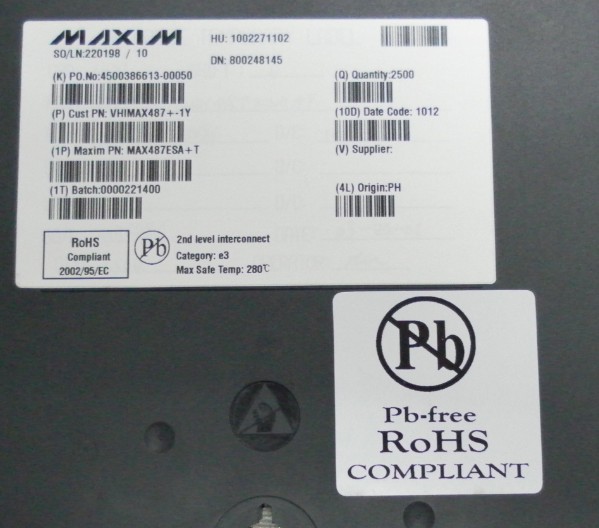 MAXIM
SO/LN:220198 / 10
HU: 1002271102
DN: 800248145
(K) PO.No:4500386613-00050
(Q) Quantity:2500
(P) Cust PN: VHIMAX487+-1Y
(10D) Date Code: 1012
(1P) Maxim PN: MAX487ESA+T
(V) Supplier:
(1T) Batch:0000221400
(4L) Origin:PH
RoHS
Compliant
2002/95/EC
Pb
2nd level interconnect
Category: e3
Max Safe Temp: 280℃
Pb
Pb-free
RoHS
COMPLIANT